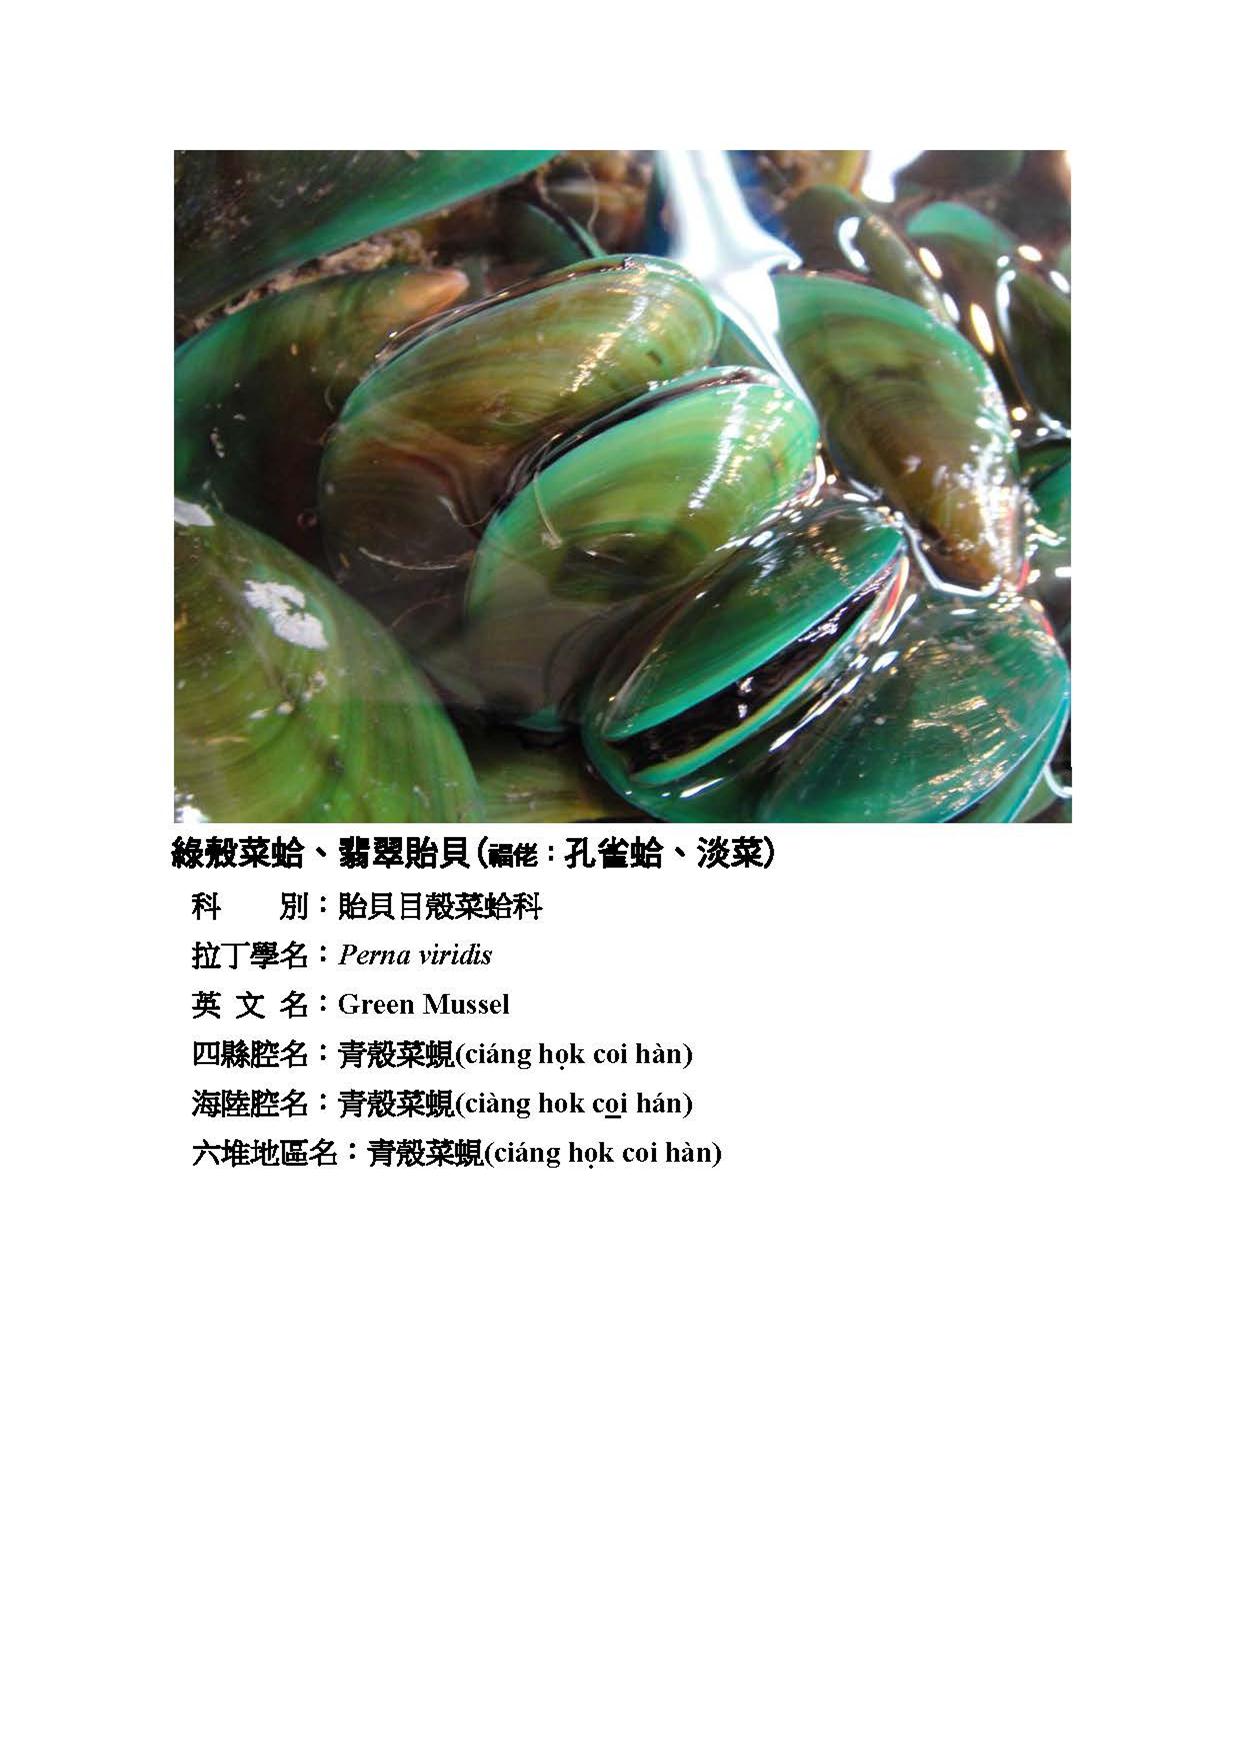 綠殼菜蛤、翡翠貽貝(福佬：孔雀蛤、淡菜)
科　　別：貽貝目殼菜蛤科
拉丁學名：Perna viridis
英 文 名：Green Mussel
四縣腔名：青殼菜蜆(ciáng họk coi hàn)
海陸腔名：青殼菜蜆(ciàng hok co̲i hán)
六堆地區名：青殼菜蜆(ciáng họk coi hàn)